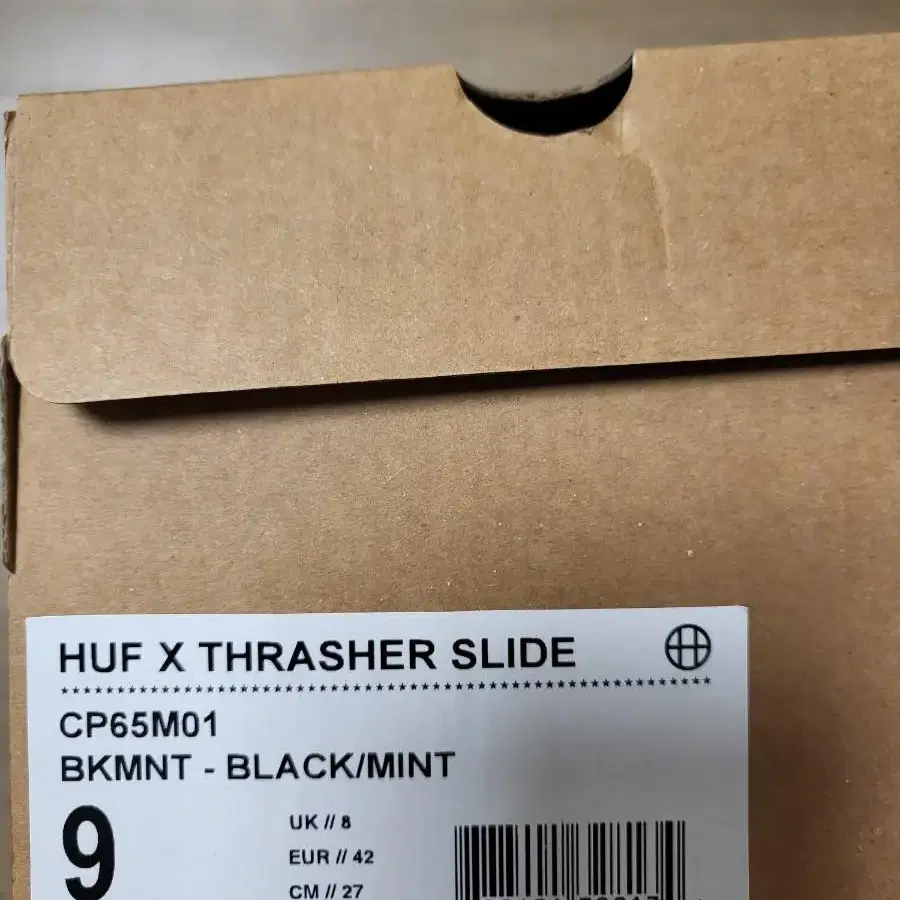 HUF X THRASHER SLIDE
CP65M01
BKMNT - BLACK/MINT
9
UK // 8
EUR // 42
CM // 27